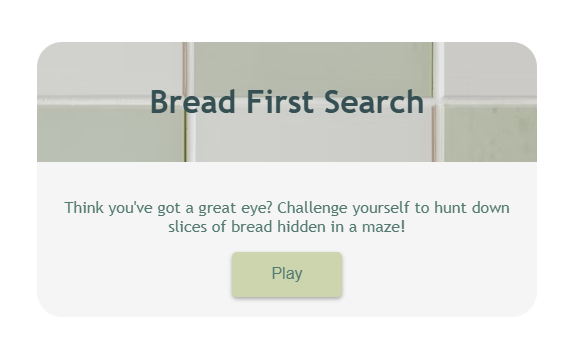 Bread First Search
Think you've got a great eye? Challenge yourself to hunt down
slices of bread hidden in a maze!
Play